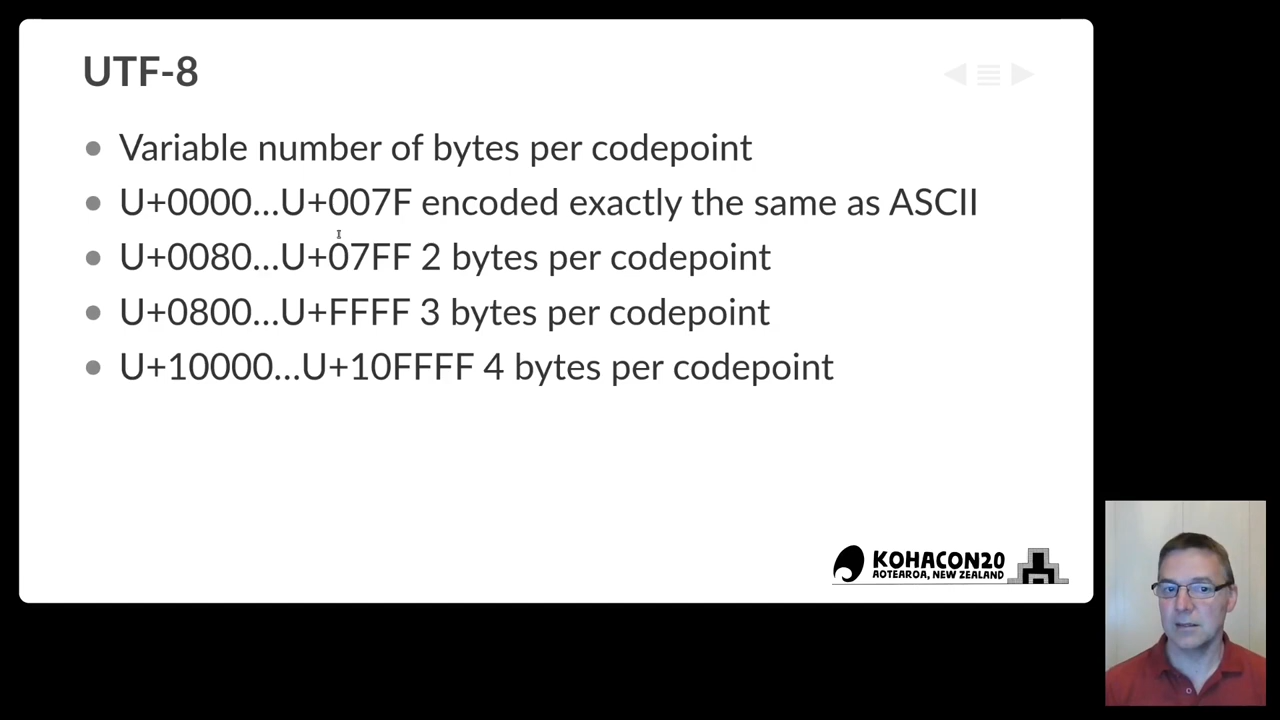 UTF-8
Variable number of bytes per codepoint
U+0000...U+007F encoded exactly the same as ASCII
U+0080...U+07FF 2 bytes per codepoint
U+0800...U+FFFF 3 bytes per codepoint
U+10000...U+10FFFF 4 bytes per codepoint
KOHACON20
AOTEAROA, NEW ZEALAND